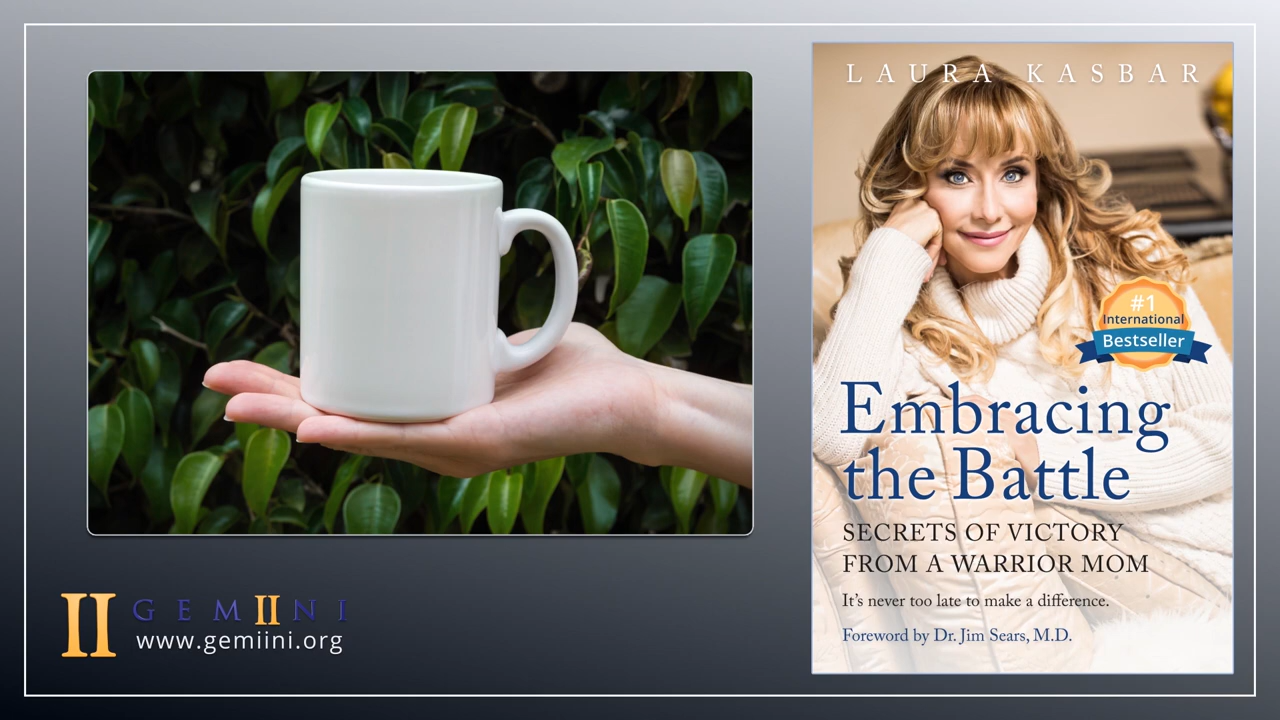 LAURA KASBAR
#1
International
Bestseller
Embracing
the Battle
SECRETS OF VICTORY
FROM A WARRIOR MOM
It's never too late to make a difference.
Foreword by Dr. Jim Sears, M.D.
II GEMIINI
www.gemiini.org